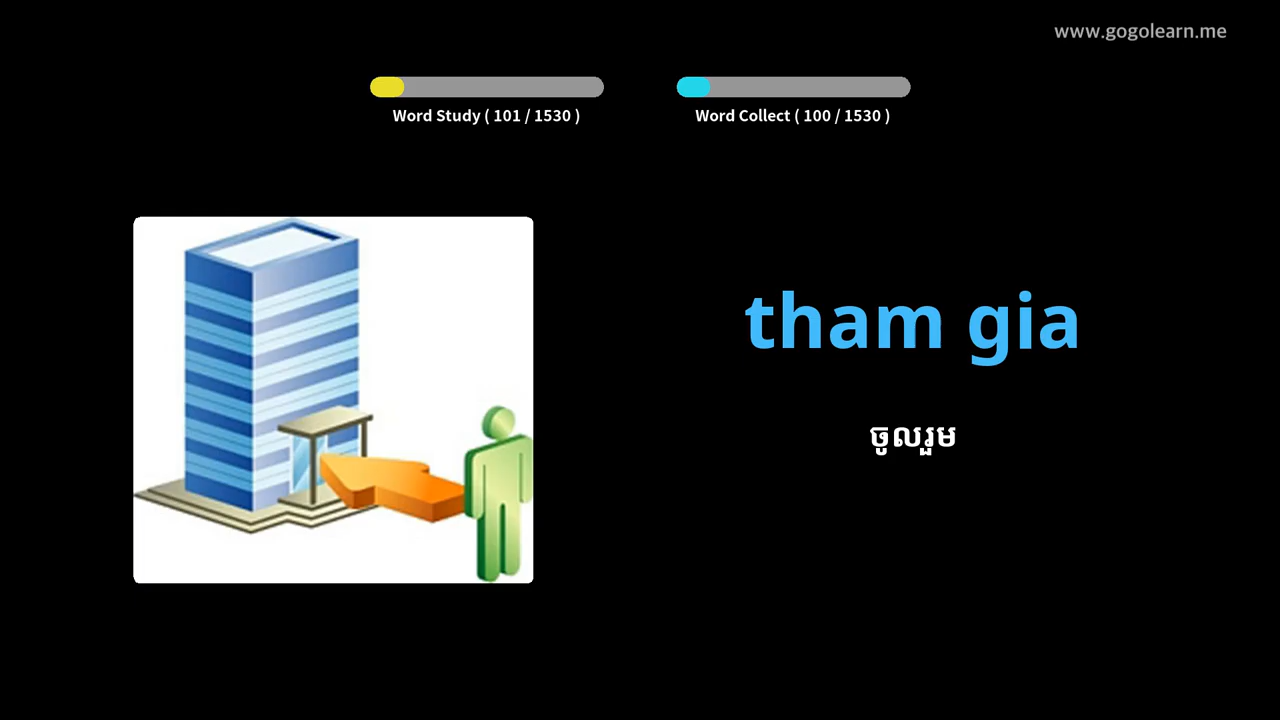 www.gogolearn.me
Word Study ( 101 / 1530 )
Word Collect ( 100 / 1530 )
tham gia
ចូលរួម